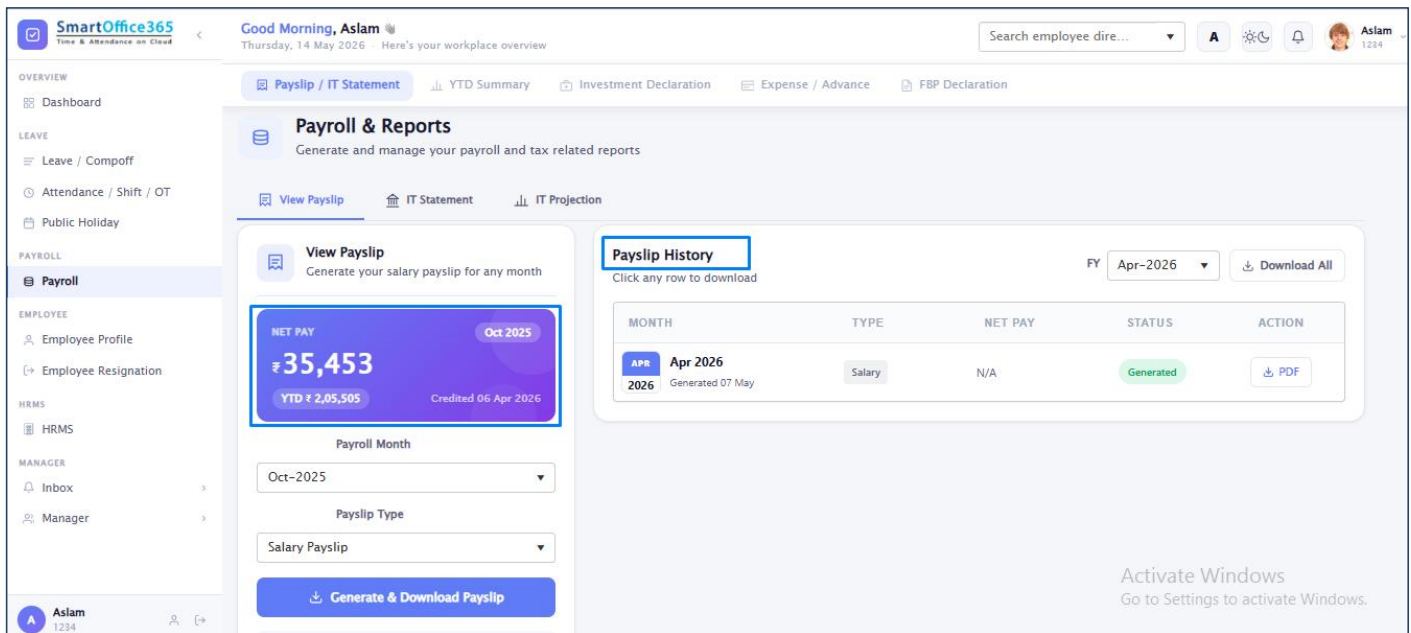 SmartOffice365
Time & Attendance on Cloud
Good Morning, Aslam
Thursday, 14 May 2026 · Here's your workplace overview
Search employee dire...
A
Aslam
1234
OVERVIEW
Dashboard
LEAVE
Leave / Compoff
Attendance / Shift / OT
Public Holiday
PAYROLL
Payroll
EMPLOYEE
Employee Profile
Employee Resignation
HRMS
HRMS
MANAGER
Inbox
Manager
A
Aslam
1234
Payslip / IT Statement
YTD Summary
Investment Declaration
Expense / Advance
FBP Declaration
Payroll & Reports
Generate and manage your payroll and tax related reports
View Payslip
IT Statement
IT Projection
View Payslip
Generate your salary payslip for any month
NET PAY
Oct 2025
₹35,453
YTD ₹ 2,05,505
Credited 06 Apr 2026
Payroll Month
Oct-2025
Payslip Type
Salary Payslip
Generate & Download Payslip
Payslip History
Click any row to download
FY
Apr-2026
Download All
MONTH TYPE NET PAY STATUS ACTION
APR
2026
Apr 2026
Generated 07 May
Salary
N/A
Generated
PDF
Activate Windows
Go to Settings to activate Windows.